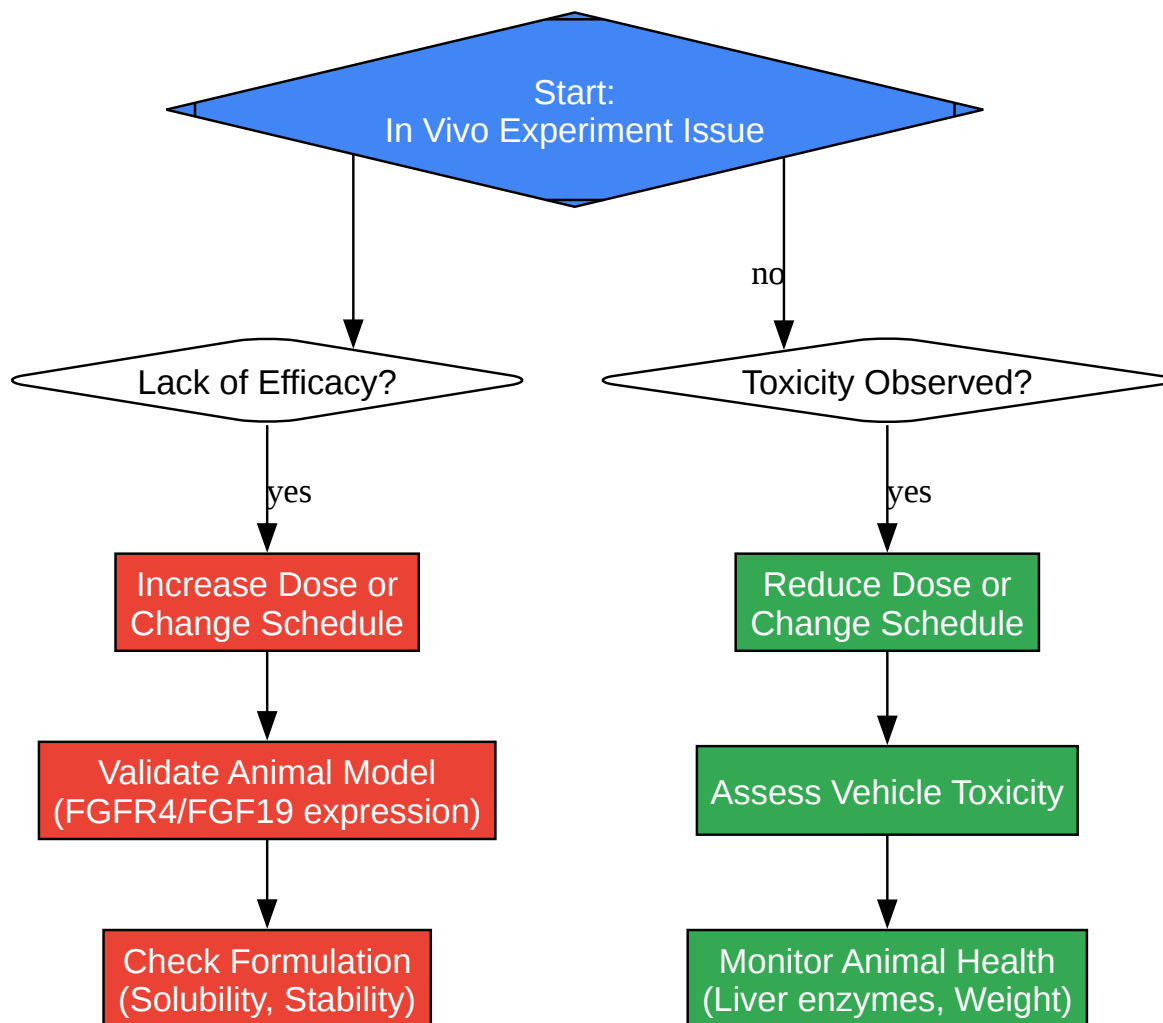 Start:
In Vivo Experiment Issue
no
Lack of Efficacy?
Toxicity Observed?
yes
yes
Increase Dose or
Change Schedule
Reduce Dose or
Change Schedule
Validate Animal Model
(FGFR4/FGF19 expression)
Assess Vehicle Toxicity
Check Formulation
(Solubility, Stability)
Monitor Animal Health
(Liver enzymes, Weight)